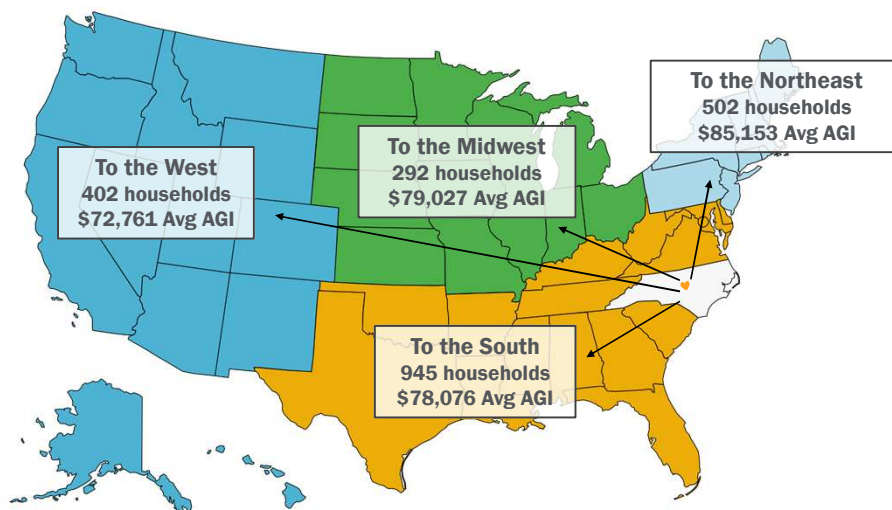 To the Northeast
502 households
$85,153 Avg AGI
To the Midwest
292 households
$79,027 Avg AGI
To the West
402 households
$72,761 Avg AGI
To the South
945 households
$78,076 Avg AGI